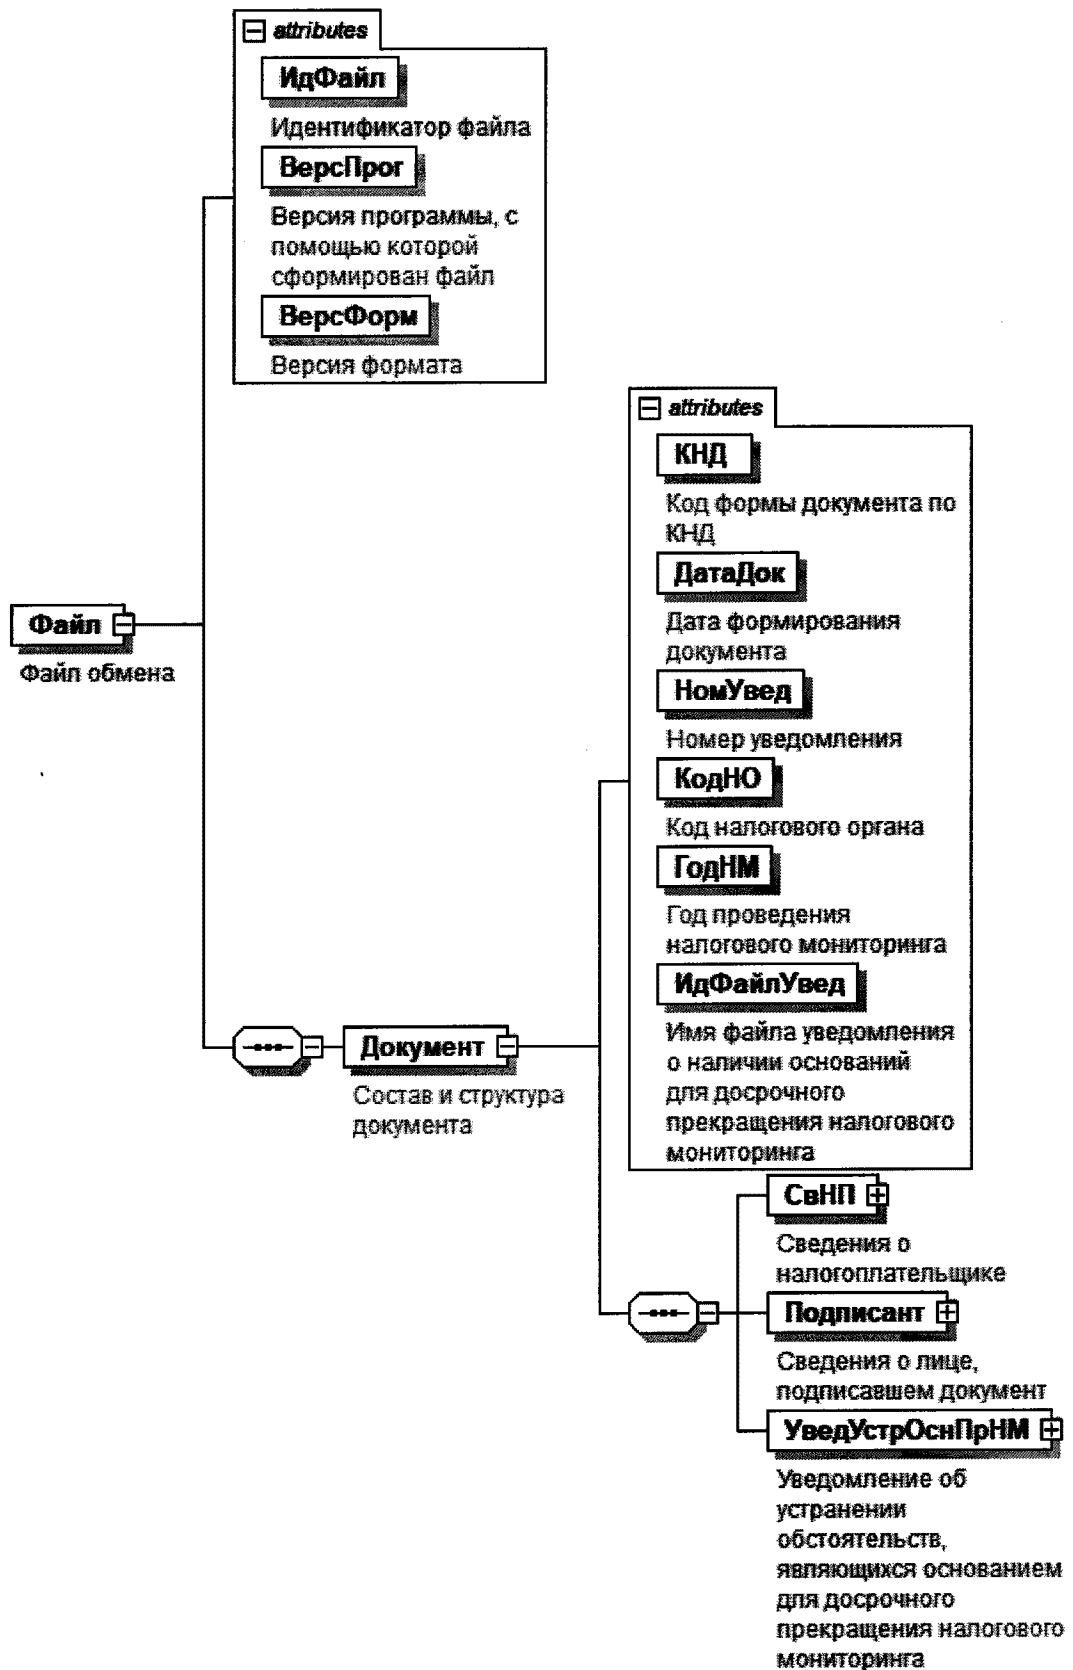 attributes
ИдФайл
Идентификатор файла
ВерсПрог
Версия программы, с
помощью которой
сформирован файл
ВерсФорм
Версия формата
Файл
Файл обмена
attributes
КНД
Код формы документа по
КНД
ДатаДок
Дата формирования
документа
НомУвед
Номер уведомления
КодНО
Код налогового органа
ГодНМ
Год проведения
налогового мониторинга
ИдФайлУвед
Имя файла уведомления
о наличии оснований
для досрочного
прекращения налогового
мониторинга
Документ
Состав и структура
документа
СвНП
Сведения о
налогоплательщике
Подписант
Сведения о лице,
подписавшем документ
УведУстрОснПрНМ
Уведомление об
устранении
обстоятельств,
являющихся основанием
для досрочного
прекращения налогового
мониторинга